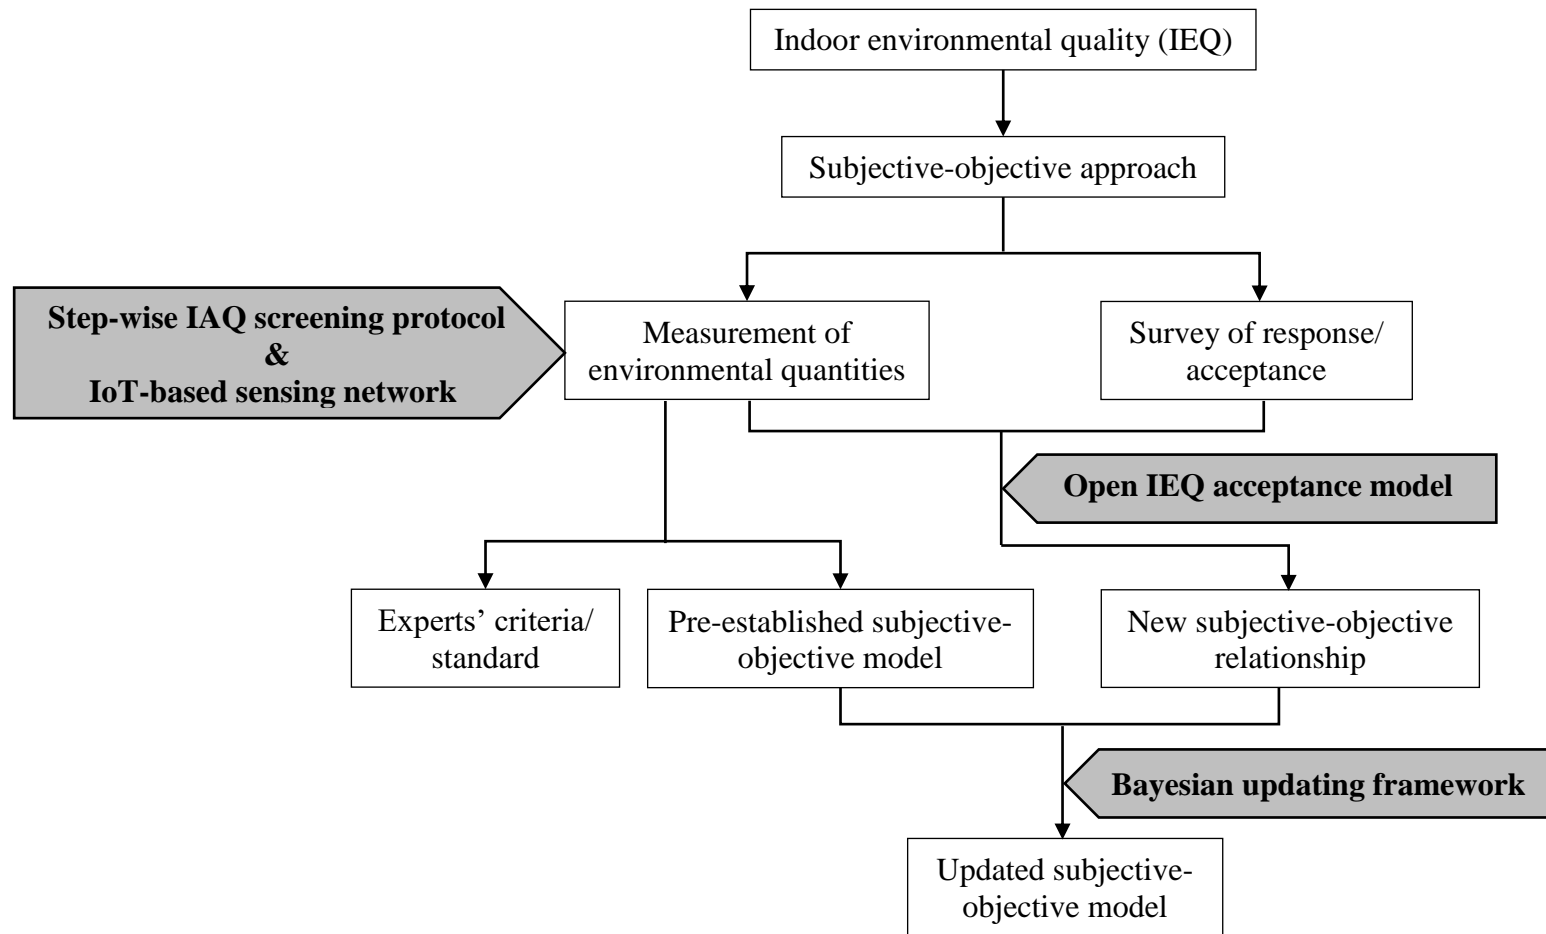 Indoor environmental quality (IEQ)
Subjective-objective approach
Step-wise IAQ screening protocol
&
IoT-based sensing network
Measurement of
environmental quantities
Survey of response/
acceptance
Open IEQ acceptance model
Experts’ criteria/
standard
Pre-established subjective-
objective model
New subjective-objective
relationship
Bayesian updating framework
Updated subjective-
objective model